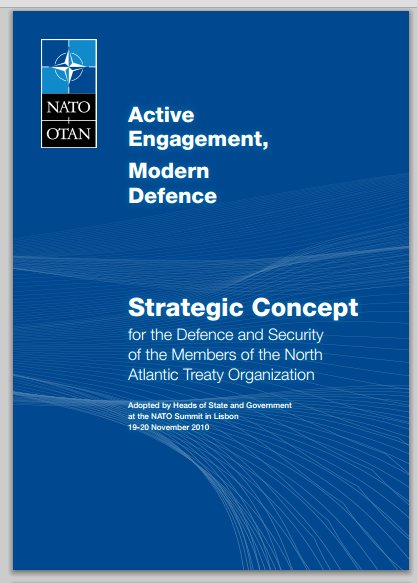 NATO
OTAN
Active
Engagement,
Modern
Defence
Strategic Concept
for the Defence and Security
of the Members of the North
Atlantic Treaty Organization
Adopted by Heads of State and Government
at the NATO Summit in Lisbon
19-20 November 2010